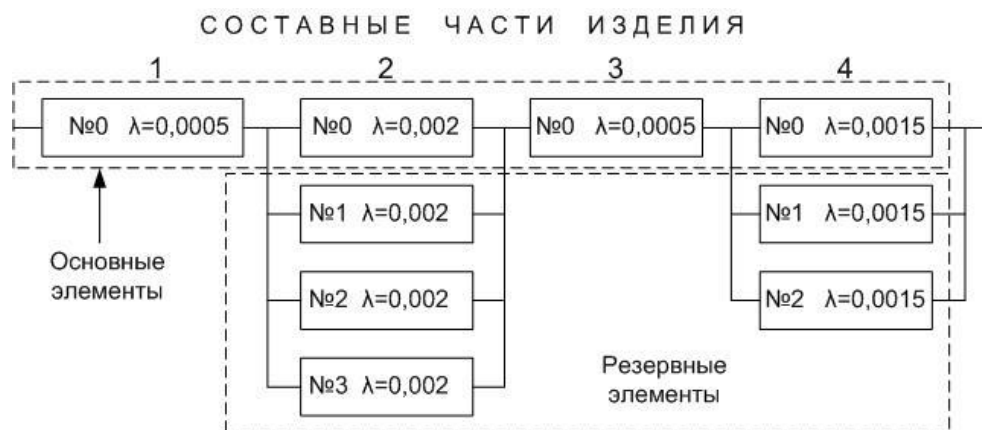 СОСТАВНЫЕ ЧАСТИ ИЗДЕЛИЯ
1 2 3 4
№0 λ=0,0005 №0 λ=0,002 №0 λ=0,0005 №0 λ=0,0015
№1 λ=0,002 №1 λ=0,0015
Основные
элементы
№2 λ=0,002 №2 λ=0,0015
№3 λ=0,002
Резервные
элементы